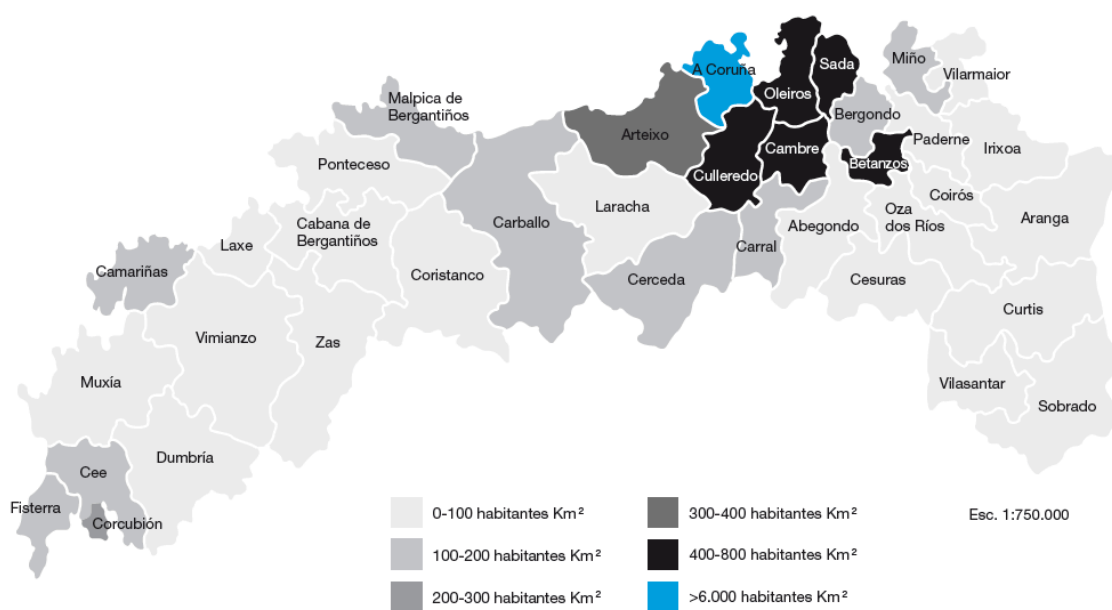 A Coruña
Sada
Miño
Vilarmaior
Oleiros
Malpica de
Bergantiños
Bergondo
Arteixo
Paderne
Irixoa
Cambre
Betanzos
Ponteceso
Culleredo
Coirós
Laracha
Aranga
Cabana de
Bergantiños
Carballo
Abegondo
Oza
dos Ríos
Laxe
Carral
Camariñas
Coristanco
Cerceda
Cesuras
Curtis
Vimianzo
Zas
Muxía
Vilasantar
Sobrado
Dumbría
Cee
Fisterra
Corcubión
0-100 habitantes Km²
100-200 habitantes Km²
200-300 habitantes Km²
300-400 habitantes Km²
400-800 habitantes Km²
>6.000 habitantes Km²
Esc. 1:750.000